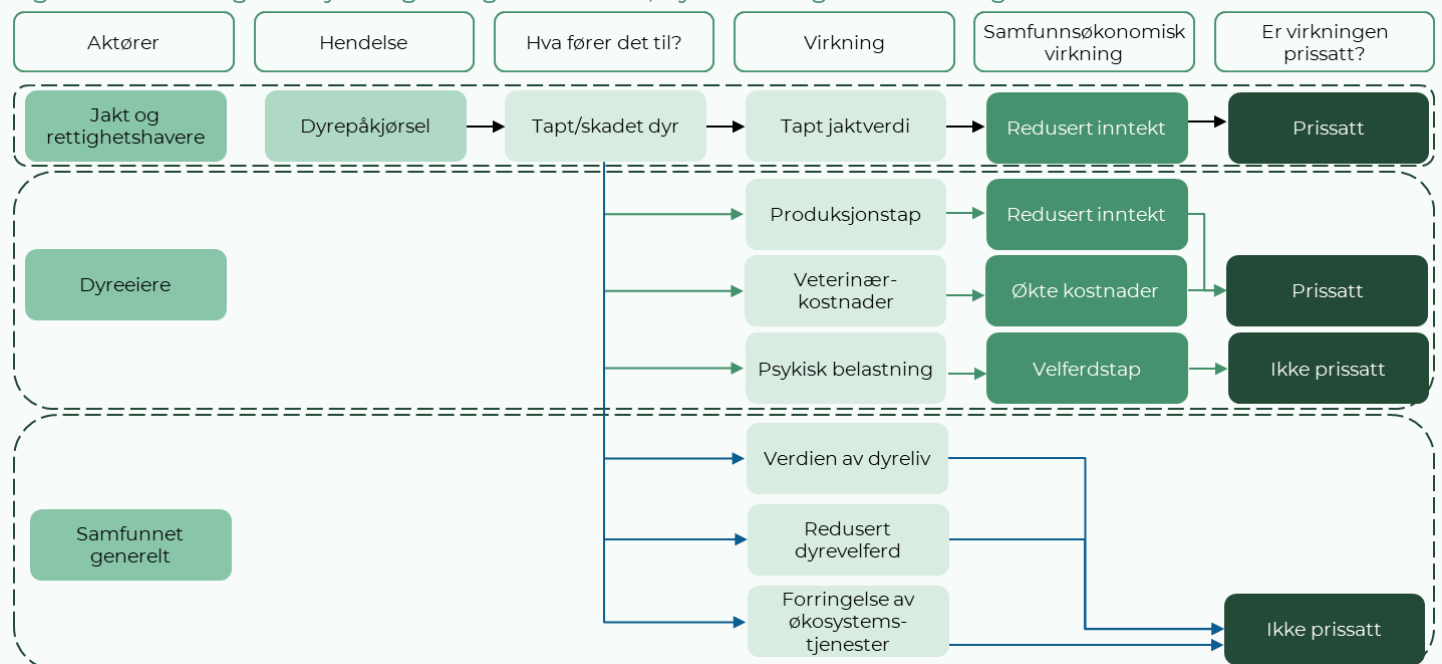 Aktører
Hendelse
Hva fører det til?
Virkning
Samfunnsøkonomisk
virkning
Er virkningen
prissatt?
Jakt og
rettighetshavere
Dyrepåkjørsel
Tapt/skadet dyr
Tapt jaktverdi
Redusert inntekt
Prissatt
Dyreeiere
Produksjonstap
Redusert inntekt
Veterinær-
kostnader
Økte kostnader
Prissatt
Psykisk belastning
Velferdstap
Ikke prissatt
Samfunnet
generelt
Verdien av dyreliv
Redusert
dyrevelferd
Forringelse av
økosystems-
tjenester
Ikke prissatt